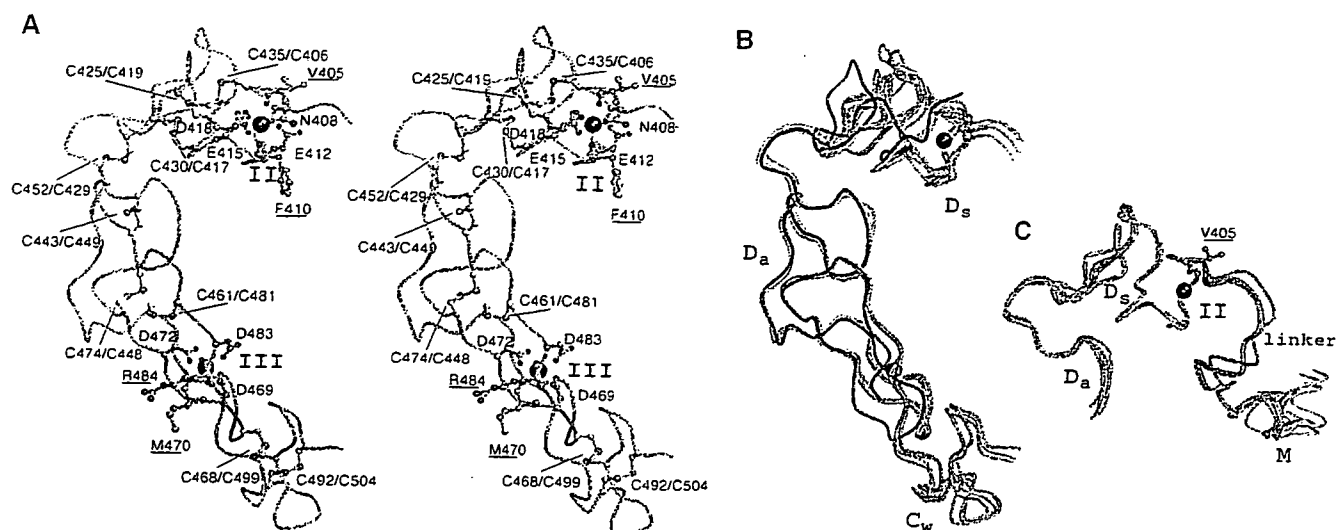 A
C435/C406
C425/C419
V405
N408
D418
E415
E412
C430/C417
II
C452/C429
F410
C443/C449
C461/C481
D472
D483
C474/C448
III
R484
D469
M470
C468/C499
C492/C504
C435/C406
C425/C419
V405
N408
D418
E415
E412
C430/C417
II
C452/C429
F410
C443/C449
C461/C481
D472
D483
C474/C448
III
R484
D469
M470
C468/C499
C492/C504
B
Ds
Da
Cw
C
V405
Ds
II
linker
Da
M